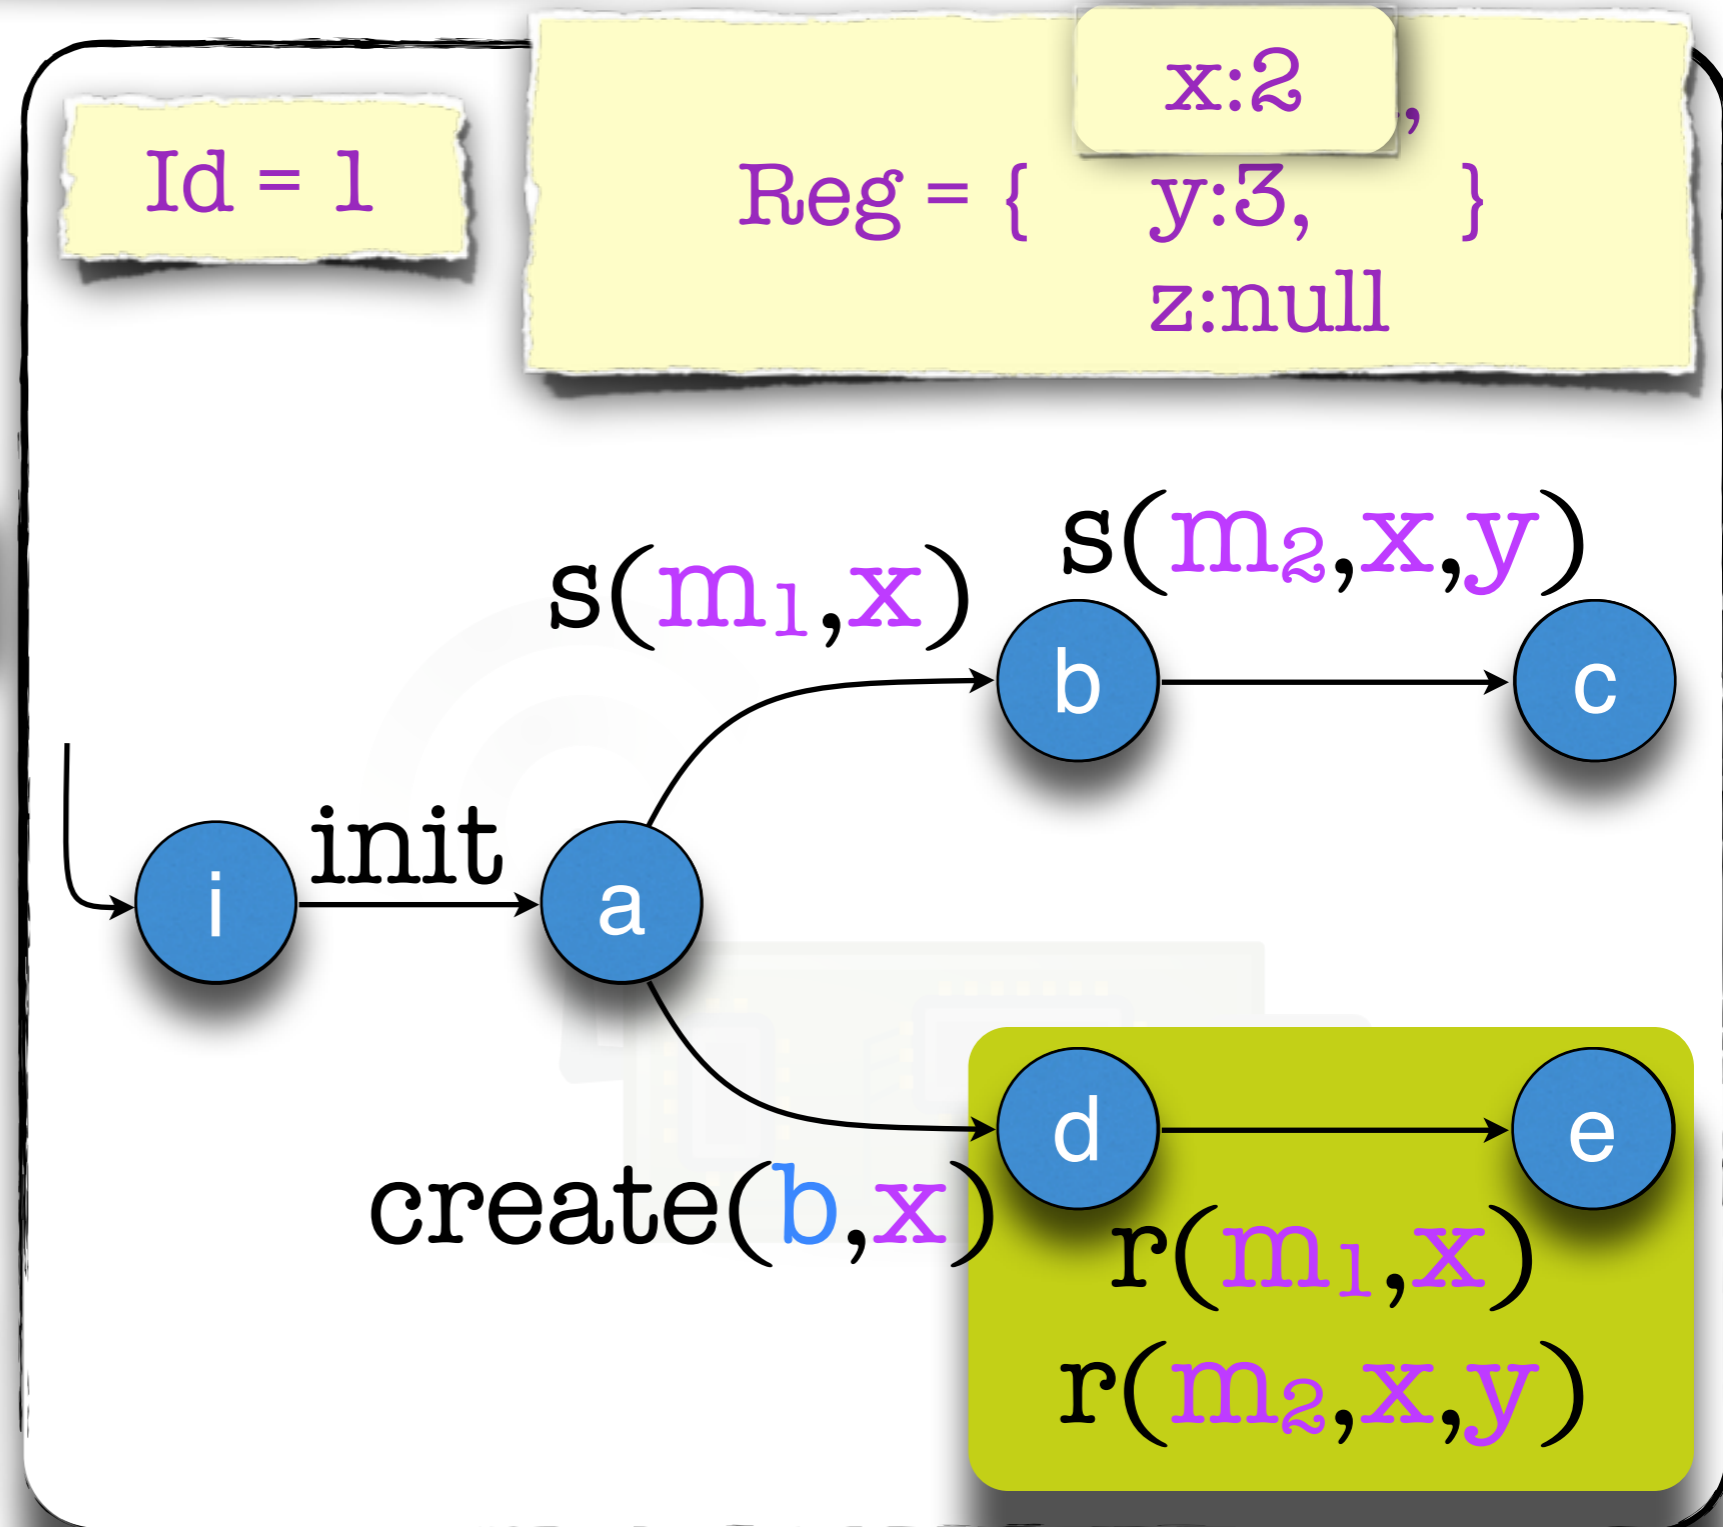 Id = 1
x:2
,
Reg = { y:3, }
z:null
s(m₁,x)
s(m₂,x,y)
b
c
init
i
a
d
e
create(b,x)
r(m₁,x)
r(m₂,x,y)